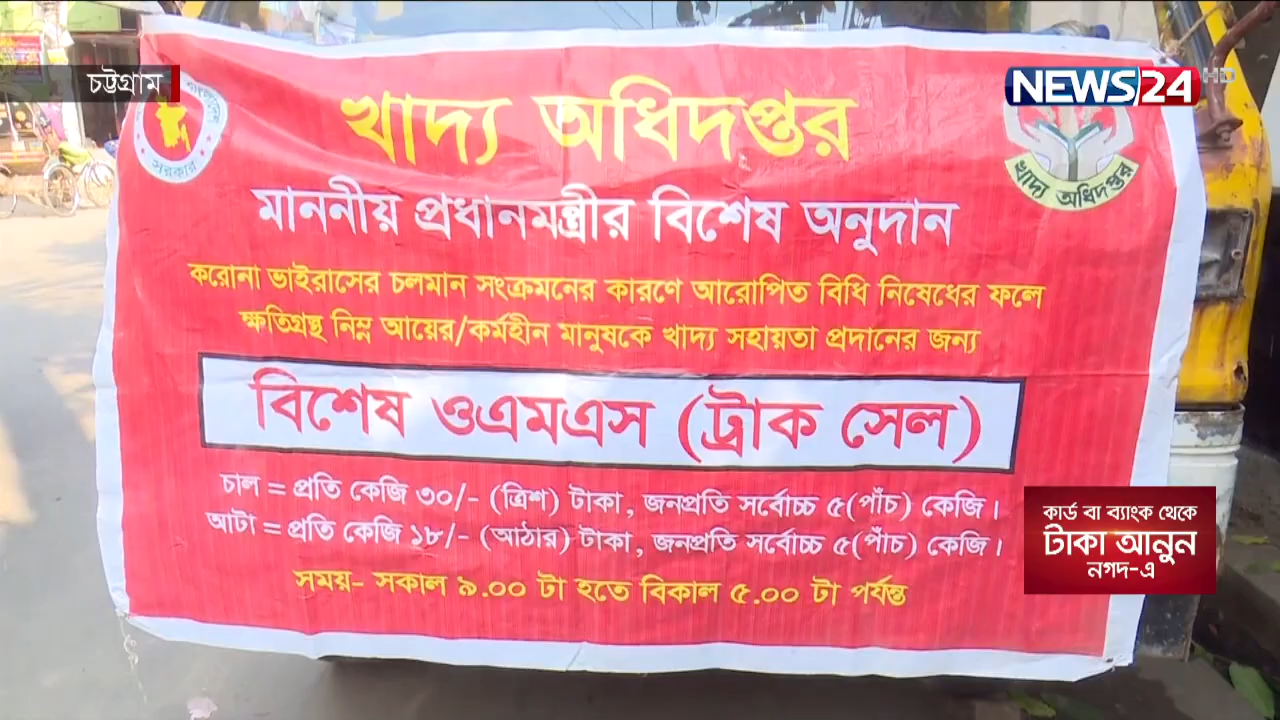 চট্টগ্রাম
NEWS24 HD
খাদ্য অধিদপ্তর
সরকার
খাদ্য অধিদপ্তর
মাননীয় প্রধানমন্ত্রীর বিশেষ অনুদান
করোনা ভাইরাসের চলমান সংক্রমনের কারণে আরোপিত বিধি নিষেধের ফলে
ক্ষতিগ্রস্থ নিম্ন আয়ের/কর্মহীন মানুষকে খাদ্য সহায়তা প্রদানের জন্য
বিশেষ ওএমএস (ট্রাক সেল)
চাল = প্রতি কেজি ৩০/- (ত্রিশ) টাকা, জনপ্রতি সর্বোচ্চ ৫(পাঁচ) কেজি।
আটা = প্রতি কেজি ১৮/- (আঠার) টাকা, জনপ্রতি সর্বোচ্চ ৫(পাঁচ) কেজি।
সময়- সকাল ৯.০০ টা হতে বিকাল ৫.০০ টা পর্যন্ত
কার্ড বা ব্যাংক থেকে
টাকা আনুন
নগদ-এ